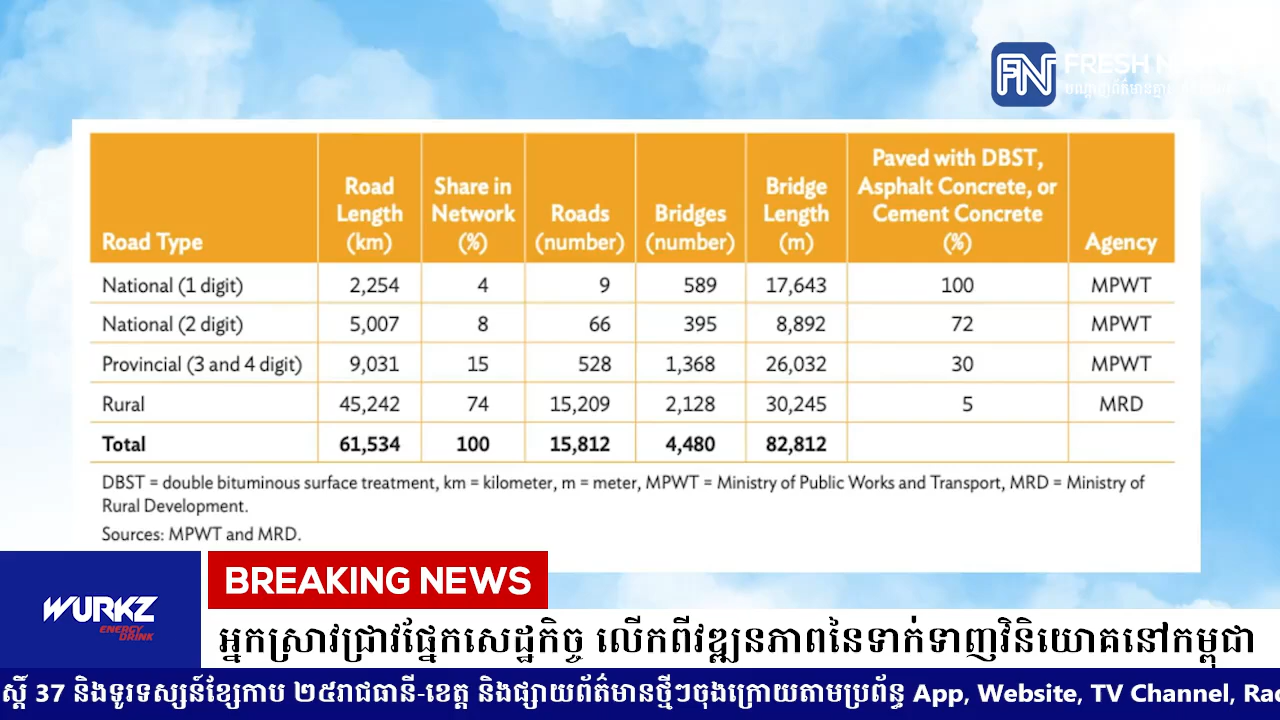 FRESH N
Road Type | Road Length (km) | Share in Network (%) | Roads (number) | Bridges (number) | Bridge Length (m) | Paved with DBST, Asphalt Concrete, or Cement Concrete (%) | Agency
National (1 digit) 2,254 4 9 589 17,643 100 MPWT
National (2 digit) 5,007 8 66 395 8,892 72 MPWT
Provincial (3 and 4 digit) 9,031 15 528 1,368 26,032 30 MPWT
Rural 45,242 74 15,209 2,128 30,245 5 MRD
Total 61,534 100 15,812 4,480 82,812
DBST = double bituminous surface treatment, km = kilometer, m = meter, MPWT = Ministry of Public Works and Transport, MRD = Ministry of
Rural Development.
Sources: MPWT and MRD.
WURKZ
ENERGY
DRINK
BREAKING NEWS
អ្នកស្រាវជ្រាវផ្នែកសេដ្ឋកិច្ច លើកពីវឌ្ឍនភាពនៃទាក់ទាញវិនិយោគនៅកម្ពុជា
ស្តិ៍ 37 និងទូរទស្សន៍ខ្សែកាប ២៥រាជធានី-ខេត្ត និងផ្សាយព័ត៌មានថ្មីៗចុងក្រោយតាមប្រព័ន្ធ App, Website, TV Channel, Rad